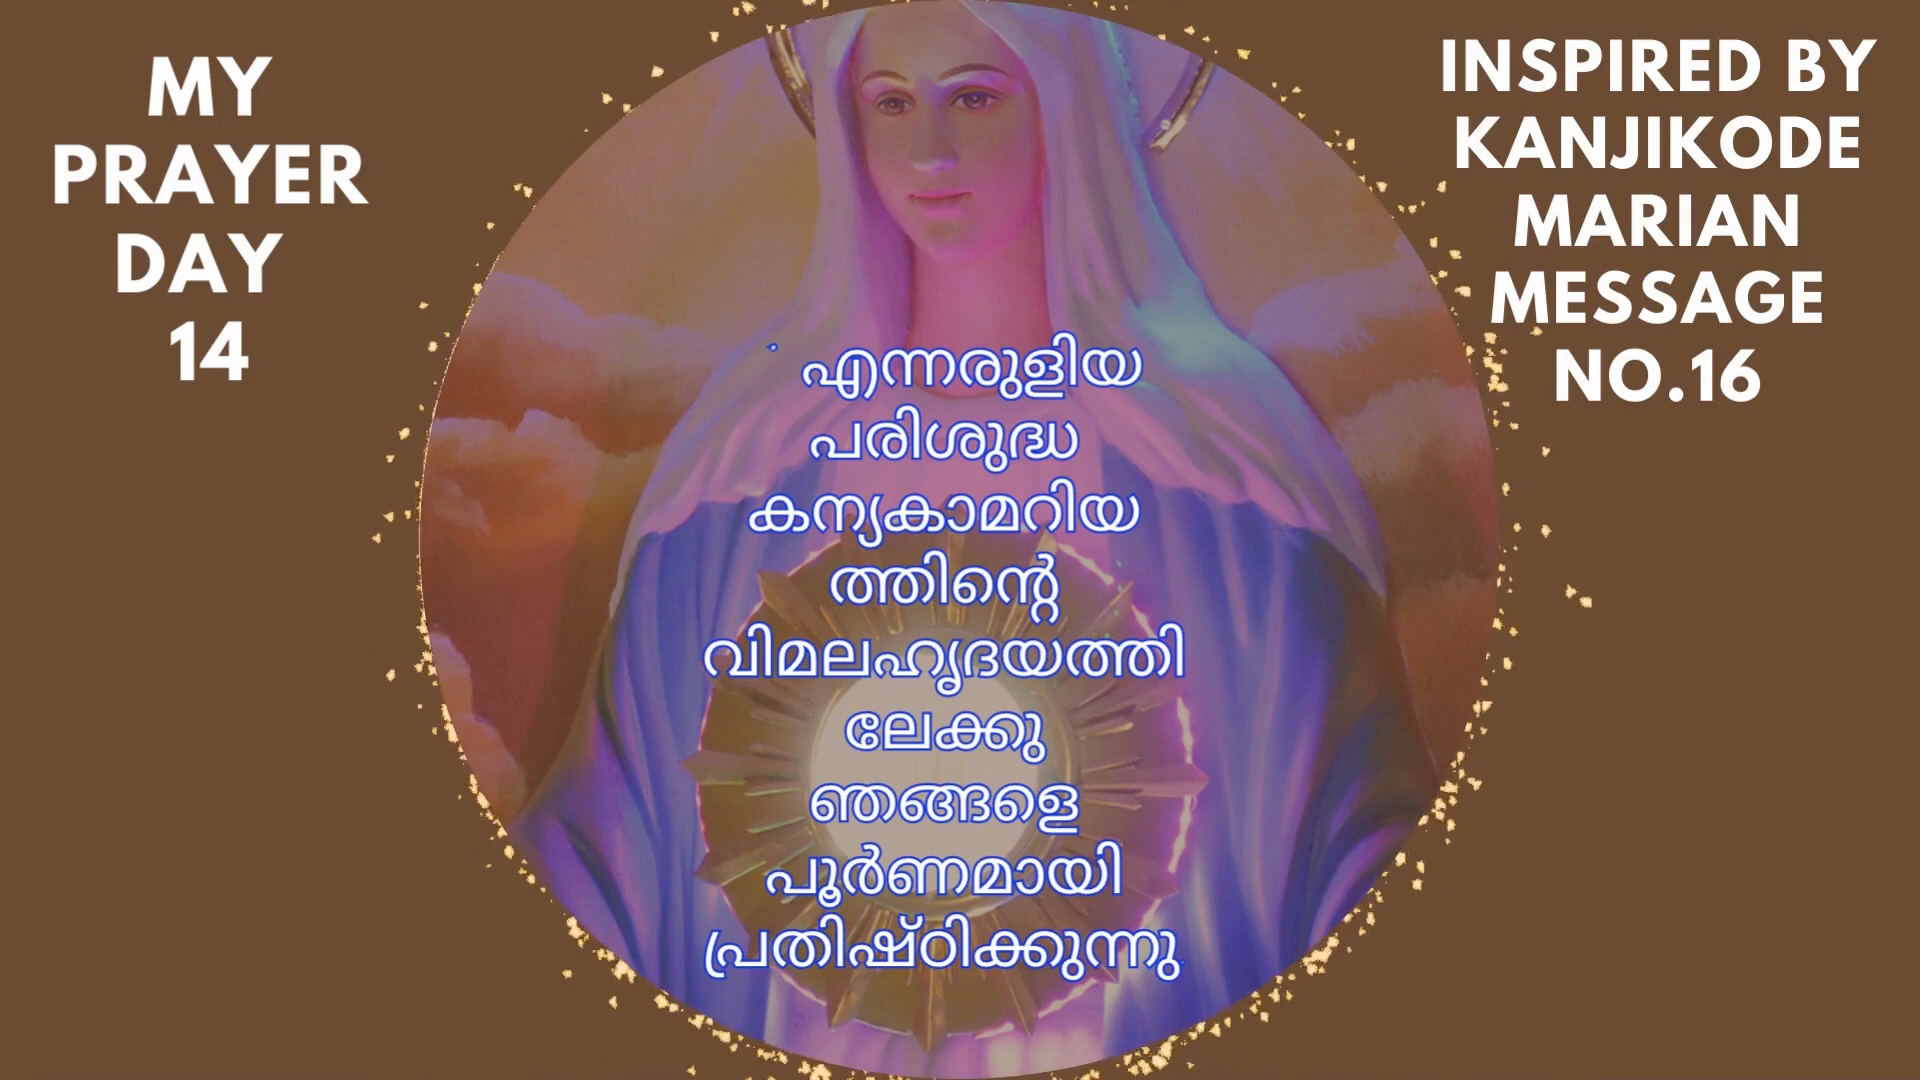 MY
PRAYER
DAY
14
INSPIRED BY
KANJIKODE
MARIAN
MESSAGE
NO.16
എന്നരുളിയ
പരിശുദ്ധ
കന്യകാമറിയ
ത്തിന്റെ
വിമലഹൃദയത്തി
ലേക്കു
ഞങ്ങളെ
പൂർണമായി
പ്രതിഷ്ഠിക്കുന്നു.